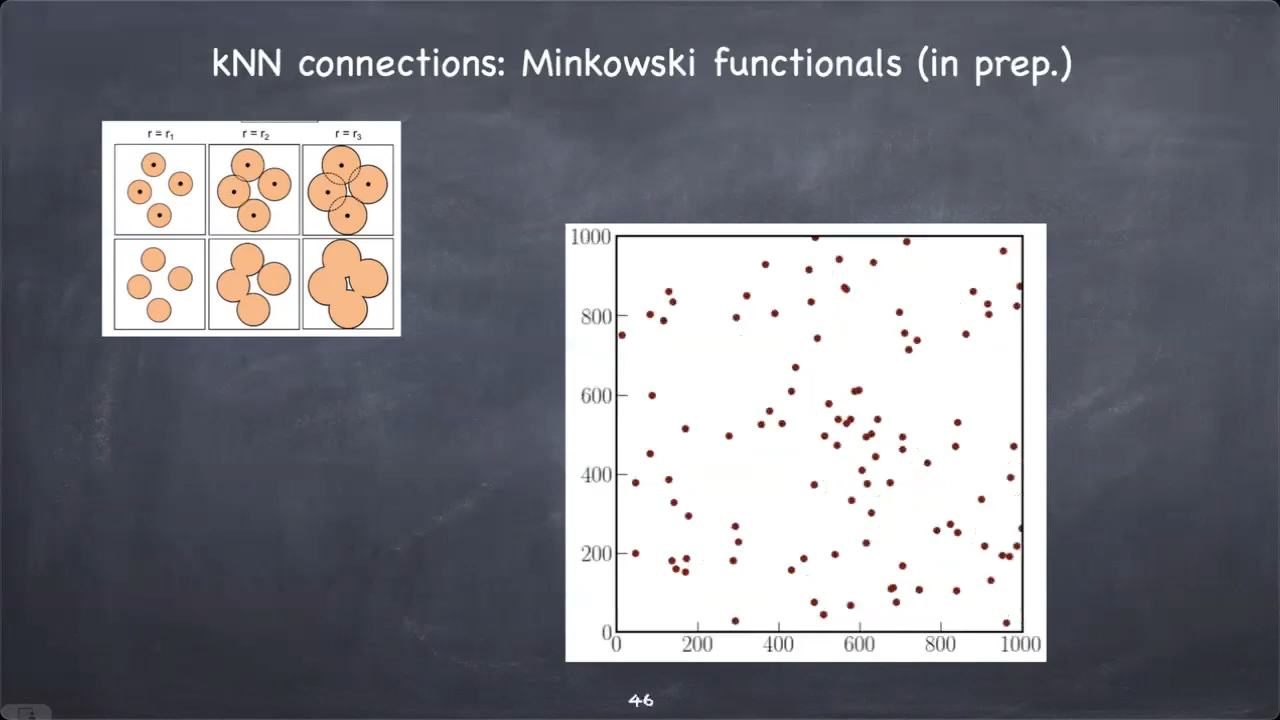 kNN connections: Minkowski functionals (in prep.)
r = r₁ r = r₂ r = r₃
1000
800
600
400
200
0
0 200 400 600 800 1000
46